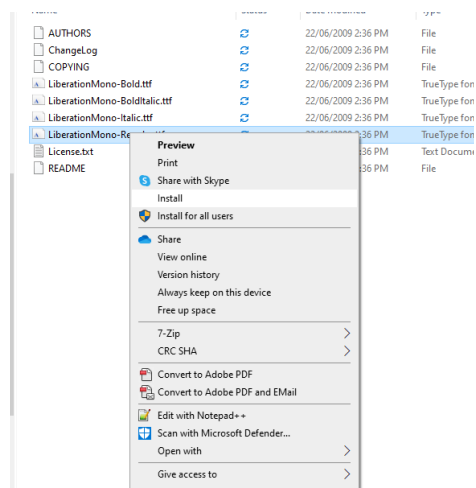 AUTHORS 22/06/2009 2:36 PM File
ChangeLog 22/06/2009 2:36 PM File
COPYING 22/06/2009 2:36 PM File
LiberationMono-Bold.ttf 22/06/2009 2:36 PM TrueType fon
LiberationMono-BoldItalic.ttf 22/06/2009 2:36 PM TrueType fon
LiberationMono-Italic.ttf 22/06/2009 2:36 PM TrueType fon
TrueType fon
License.txt :36 PM Text Docume
README :36 PM File
Preview
Print
Share with Skype
Install
Install for all users
Share
View online
Version history
Always keep on this device
Free up space
7-Zip
CRC SHA
Convert to Adobe PDF
Convert to Adobe PDF and EMail
Edit with Notepad++
Scan with Microsoft Defender...
Open with
Give access to